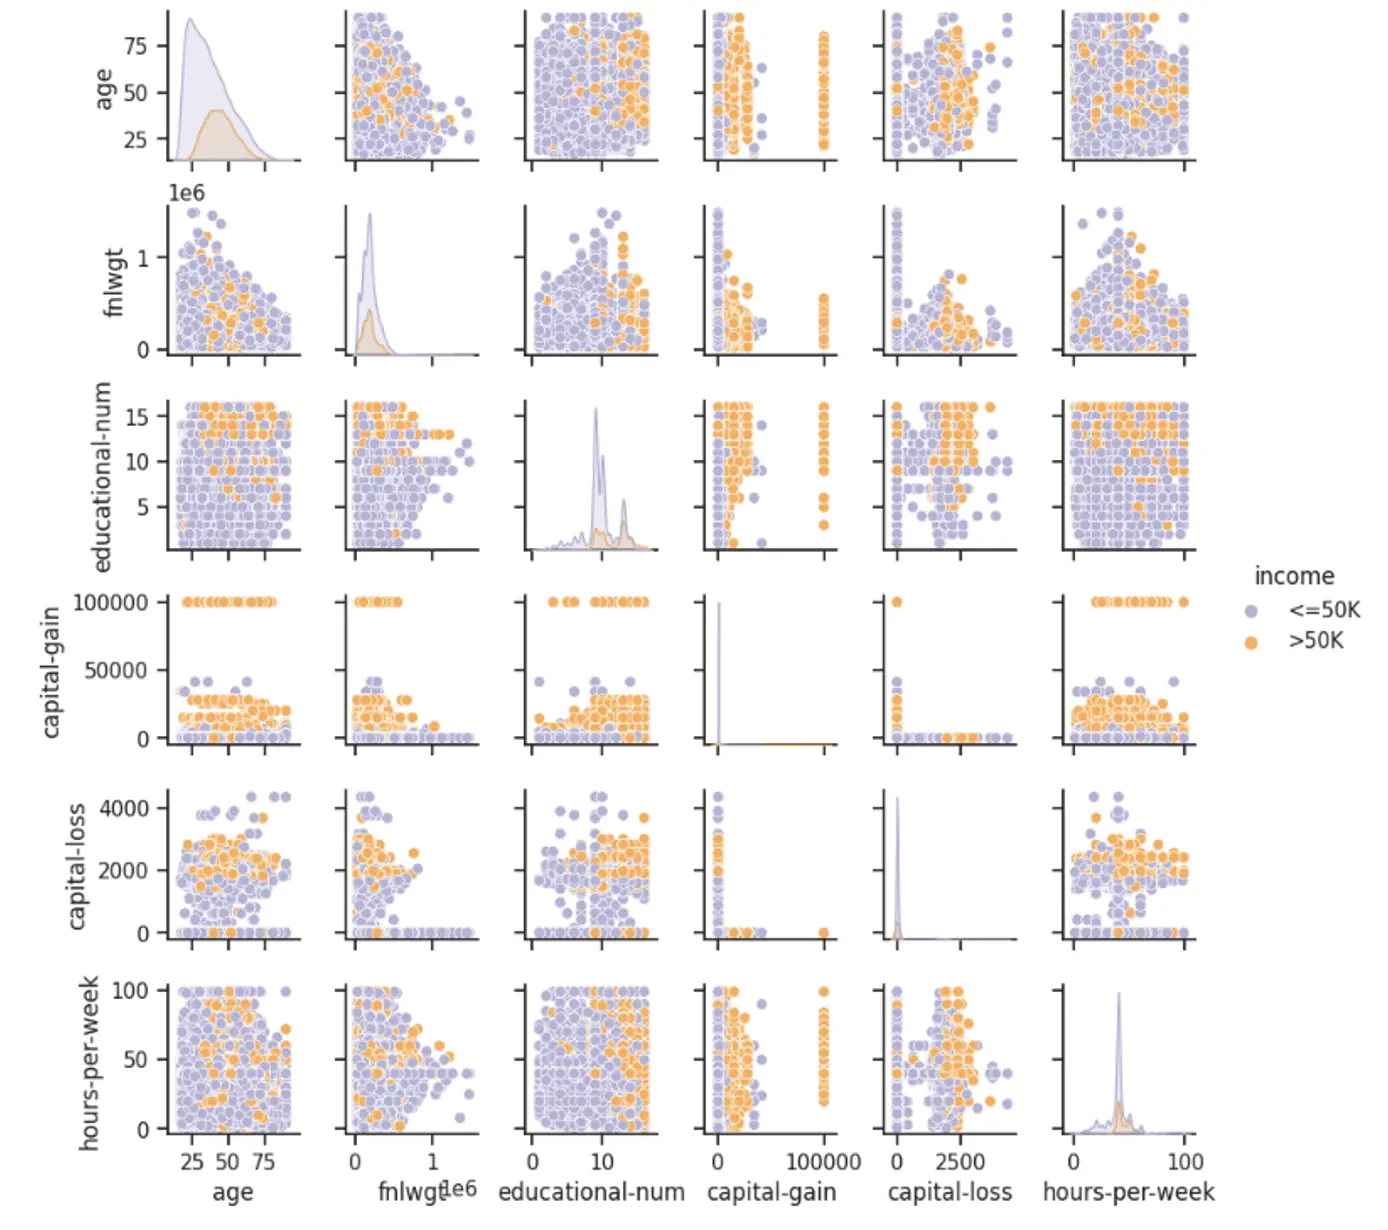 75
50
25
age
1e6
1
0
fnlwgt
15
10
5
educational-num
100000
50000
0
capital-gain
income
<=50K
>50K
4000
2000
0
capital-loss
100
50
0
hours-per-week
25 50 75 0 1 0 10 0 100000 0 2500 0 100
1e6
age fnlwgt educational-num capital-gain capital-loss hours-per-week